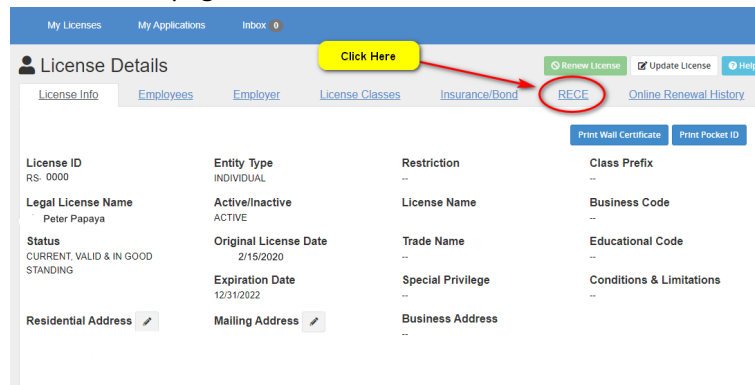 My Licenses My Applications Inbox 0
Click Here
License Details
Renew License Update License Help
License Info Employees Employer License Classes Insurance/Bond RECE Online Renewal History
Print Wall Certificate Print Pocket ID
License ID Entity Type Restriction Class Prefix
RS- 0000 INDIVIDUAL -- --
Legal License Name Active/Inactive License Name Business Code
Peter Papaya ACTIVE --
Status Original License Date Trade Name Educational Code
CURRENT, VALID & IN GOOD 2/15/2020 -- --
STANDING
Expiration Date Special Privilege Conditions & Limitations
12/31/2022 -- --
Residential Address Mailing Address Business Address
--